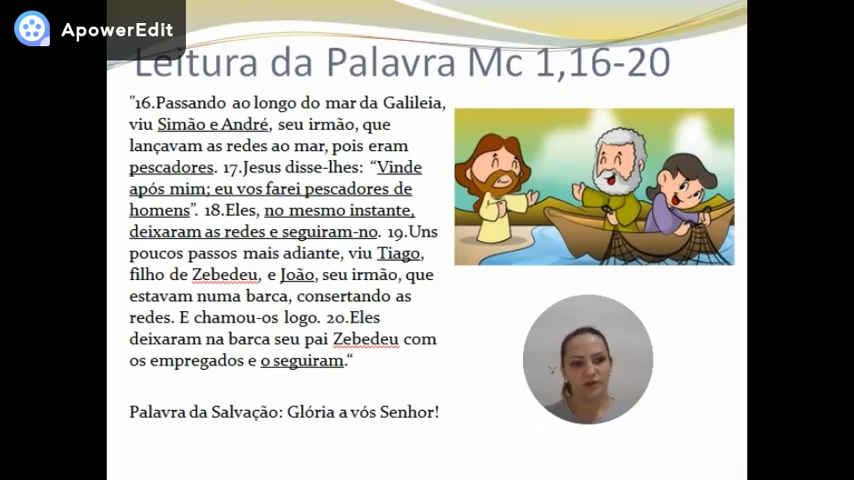 ApowerEdit
Leitura da Palavra Mc 1,16-20
"16.Passando ao longo do mar da Galileia,
viu Simão e André, seu irmão, que
lançavam as redes ao mar, pois eram
pescadores. 17.Jesus disse-lhes: “Vinde
após mim; eu vos farei pescadores de
homens”. 18.Eles, no mesmo instante,
deixaram as redes e seguiram-no. 19.Uns
poucos passos mais adiante, viu Tiago,
filho de Zebedeu, e João, seu irmão, que
estavam numa barca, consertando as
redes. E chamou-os logo. 20.Eles
deixaram na barca seu pai Zebedeu com
os empregados e o seguiram.“
Palavra da Salvação: Glória a vós Senhor!